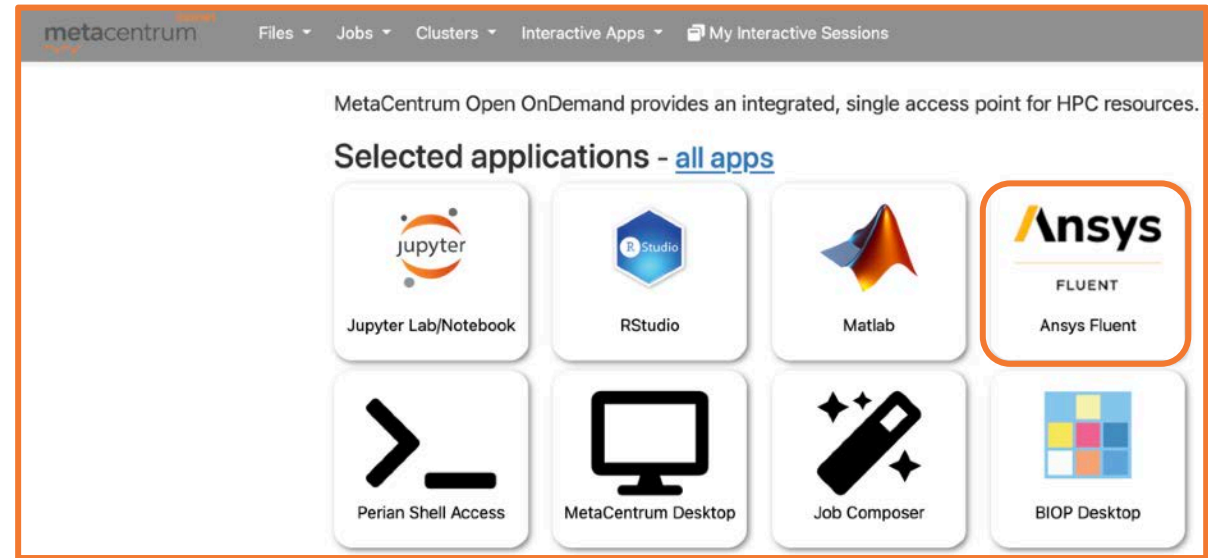 metacentrum Files Jobs Clusters Interactive Apps My Interactive Sessions
MetaCentrum Open OnDemand provides an integrated, single access point for HPC resources.
Selected applications - all apps
jupyter
R Studio
Ansys
FLUENT
Jupyter Lab/Notebook
RStudio
Matlab
Ansys Fluent
Perian Shell Access
MetaCentrum Desktop
Job Composer
BIOP Desktop